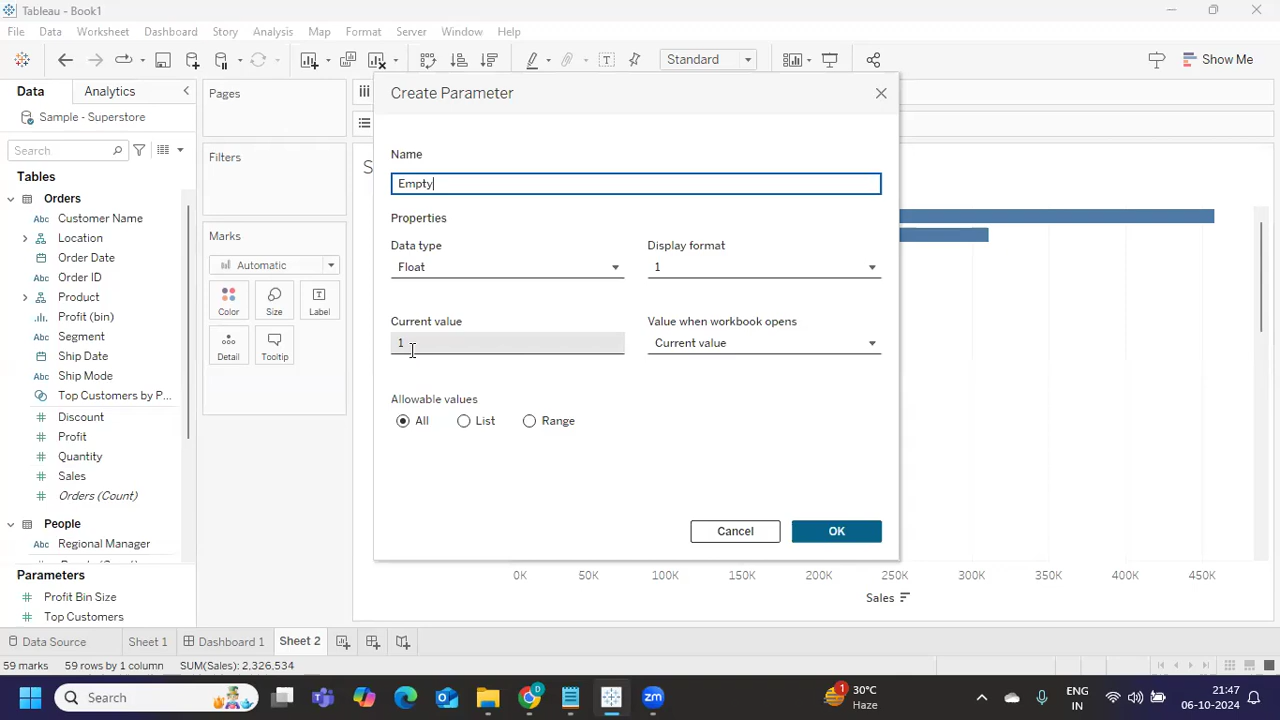 Tableau - Book1
File Data Worksheet Dashboard Story Analysis Map Format Server Window Help
Standard
Show Me
Data Analytics
Pages
Create Parameter
Sample - Superstore
Search
Filters
Name
Empty
Tables
Orders
Abc Customer Name
Location
Order Date
Abc Order ID
Product
Profit (bin)
Abc Segment
Ship Date
Abc Ship Mode
Top Customers by P...
Discount
Profit
Quantity
Sales
Orders (Count)
People
Abc Regional Manager
Parameters
Profit Bin Size
Top Customers
Marks
Automatic
Color Size Label
Detail Tooltip
Properties
Data type Display format
Float 1
Current value Value when workbook opens
1 Current value
Allowable values
All List Range
Cancel OK
0K 50K 100K 150K 200K 250K 300K 350K 400K 450K
Sales
Data Source Sheet 1 Dashboard 1 Sheet 2
59 marks 59 rows by 1 column SUM(Sales): 2,326,534
Search
30°C
Haze
ENG
IN
21:47
06-10-2024